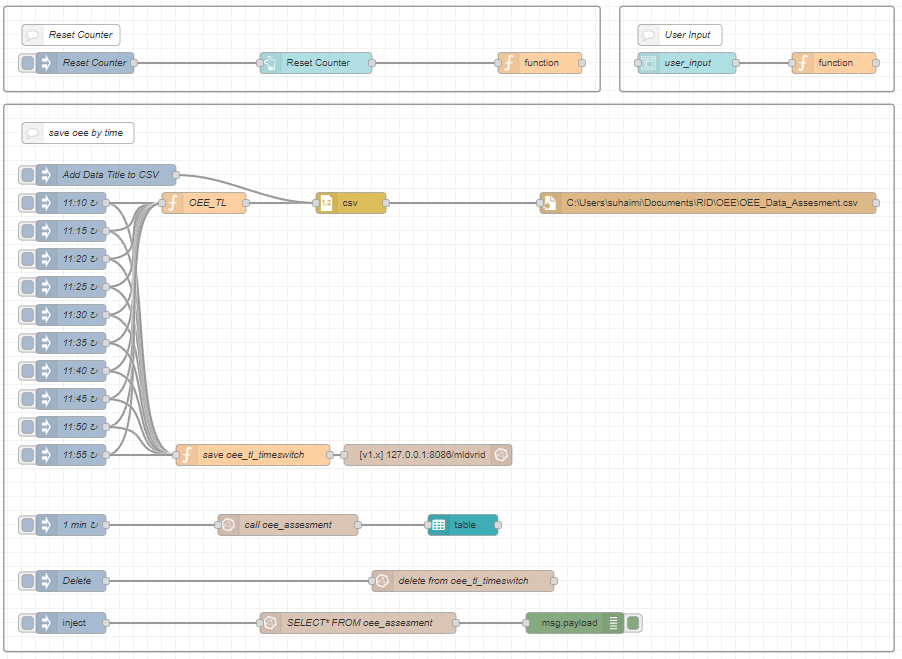 Reset Counter
Reset Counter
Reset Counter
function
User Input
user_input
function
save oee by time
Add Data Title to CSV
11:10 ↻
OEE_TL
csv
C:\Users\suhaimi\Documents\RID\OEE\OEE_Data_Assesment.csv
11:15 ↻
11:20 ↻
11:25 ↻
11:30 ↻
11:35 ↻
11:40 ↻
11:45 ↻
11:50 ↻
11:55 ↻
save oee_tl_timeswitch
[v1.x] 127.0.0.1:8086/mldvrid
1 min ↻
call oee_assesment
table
Delete
delete from oee_tl_timeswitch
inject
SELECT* FROM oee_assesment
msg.payload